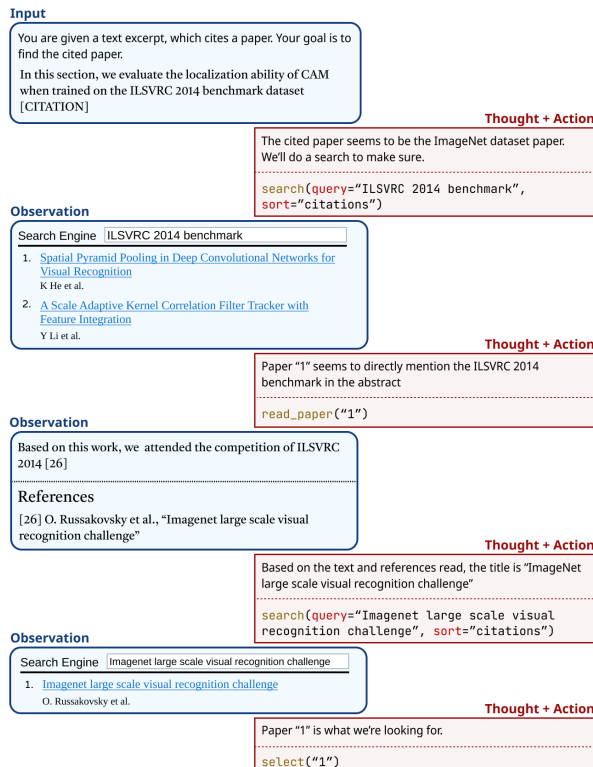 Input
You are given a text excerpt, which cites a paper. Your goal is to
find the cited paper.
In this section, we evaluate the localization ability of CAM
when trained on the ILSVRC 2014 benchmark dataset
[CITATION]
Thought + Action
The cited paper seems to be the ImageNet dataset paper.
We'll do a search to make sure.
search(query=“ILSVRC 2014 benchmark”,
sort=”citations”)
Observation
Search Engine ILSVRC 2014 benchmark
1. Spatial Pyramid Pooling in Deep Convolutional Networks for
Visual Recognition
K He et al.
2. A Scale Adaptive Kernel Correlation Filter Tracker with
Feature Integration
Y Li et al.
Thought + Action
Paper “1” seems to directly mention the ILSVRC 2014
benchmark in the abstract
read_paper(“1”)
Observation
Based on this work, we attended the competition of ILSVRC
2014 [26]
References
[26] O. Russakovsky et al., “Imagenet large scale visual
recognition challenge”
Thought + Action
Based on the text and references read, the title is “ImageNet
large scale visual recognition challenge”
search(query=“Imagenet large scale visual
recognition challenge”, sort=”citations”)
Observation
Search Engine Imagenet large scale visual recognition challenge
1. Imagenet large scale visual recognition challenge
O. Russakovsky et al.
Thought + Action
Paper “1” is what we're looking for.
select(“1”)